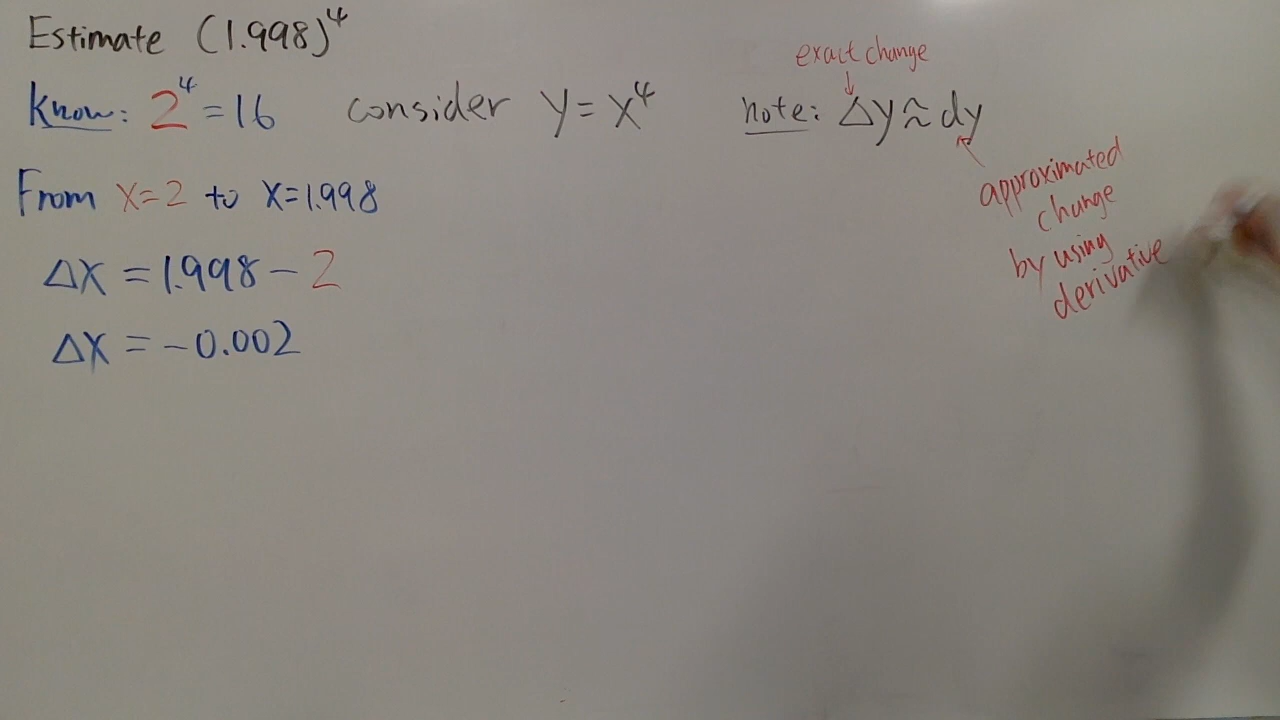 Estimate (1.998)⁴
Know: 2⁴ = 16 consider y = x⁴
exact change
↓
note: Δy ≈ dy
approximated
change
by using
derivative
From x=2 to x=1.998
Δx = 1.998 - 2
Δx = -0.002